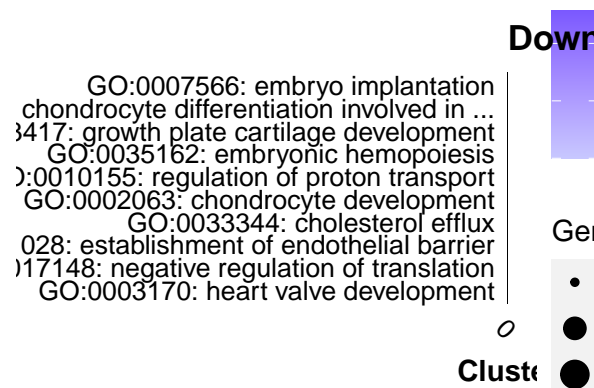 Down
GO:0007566: embryo implantation
chondrocyte differentiation involved in ...
3417: growth plate cartilage development
GO:0035162: embryonic hemopoiesis
O:0010155: regulation of proton transport
GO:0002063: chondrocyte development
GO:0033344: cholesterol efflux
028: establishment of endothelial barrier
017148: negative regulation of translation
GO:0003170: heart valve development
0
Cluste
Ger